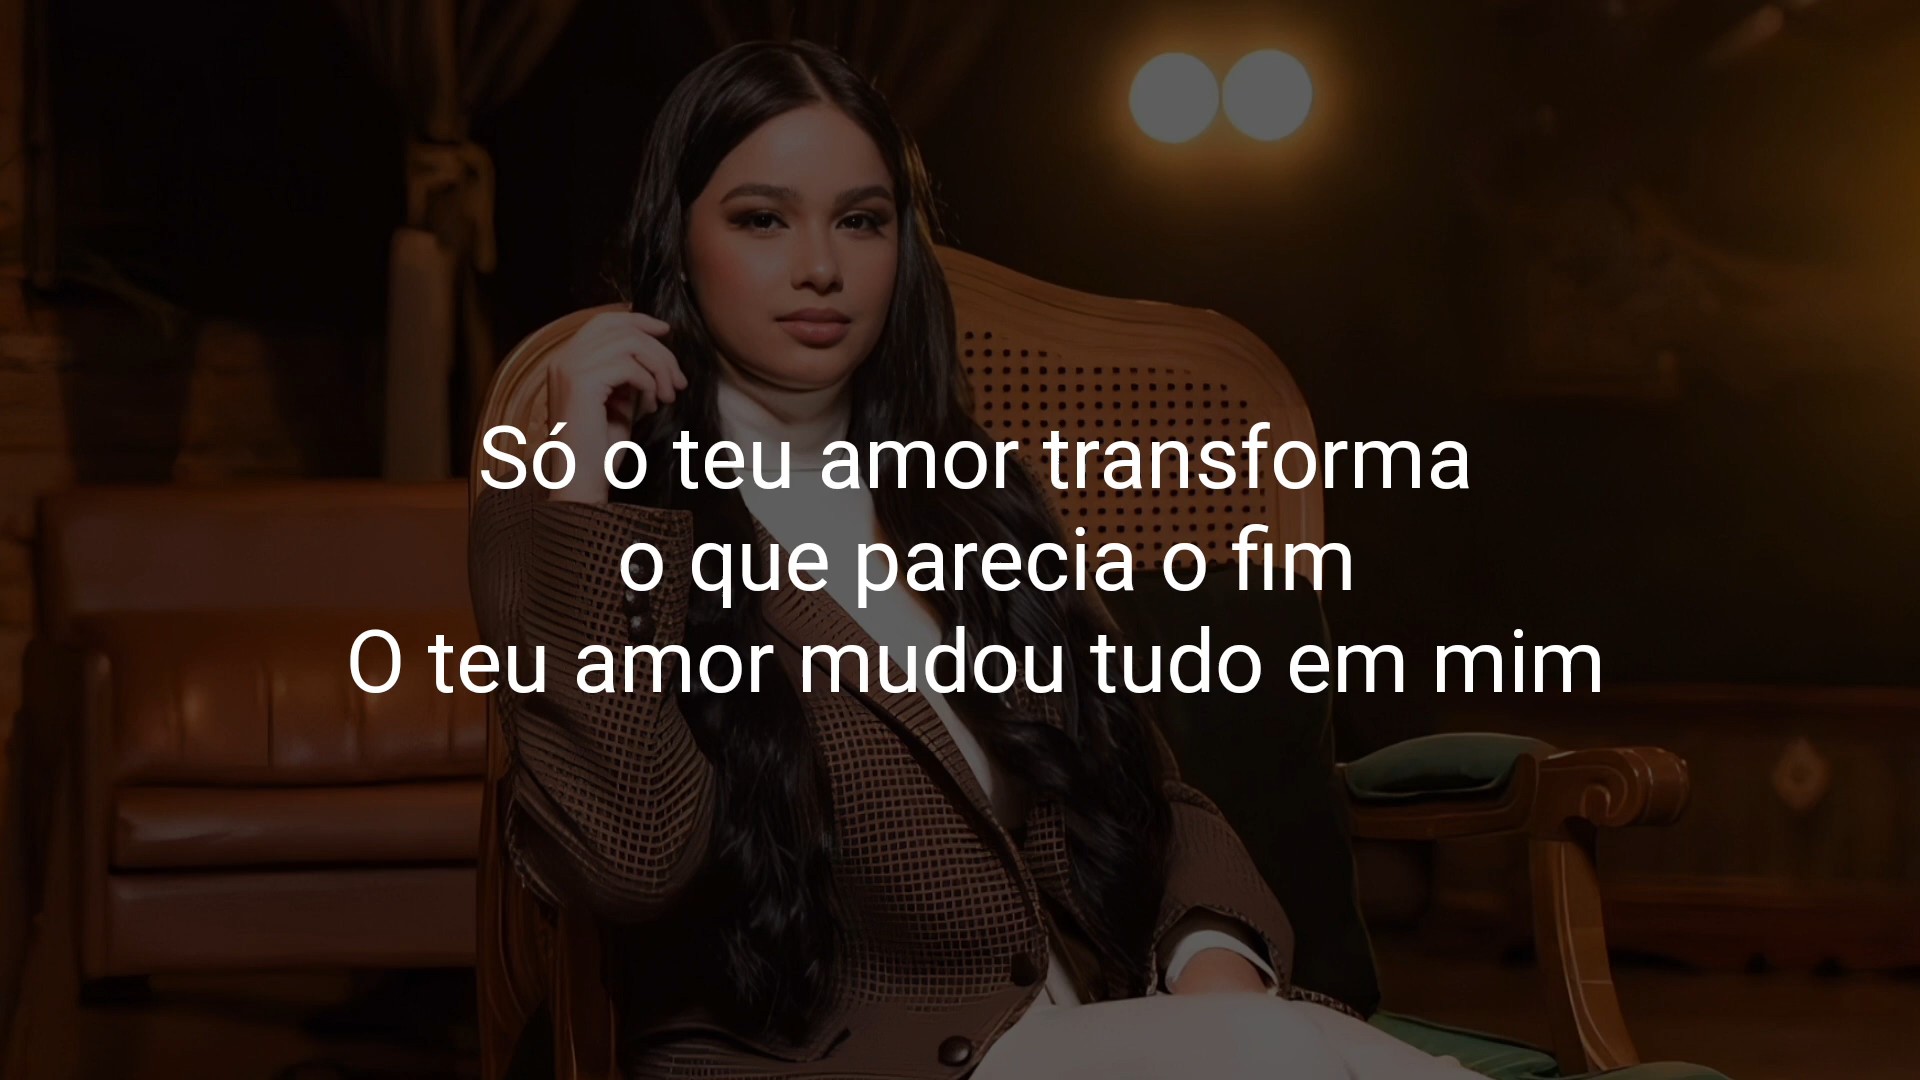 Só o teu amor transforma
o que parecia o fim
O teu amor mudou tudo em mim